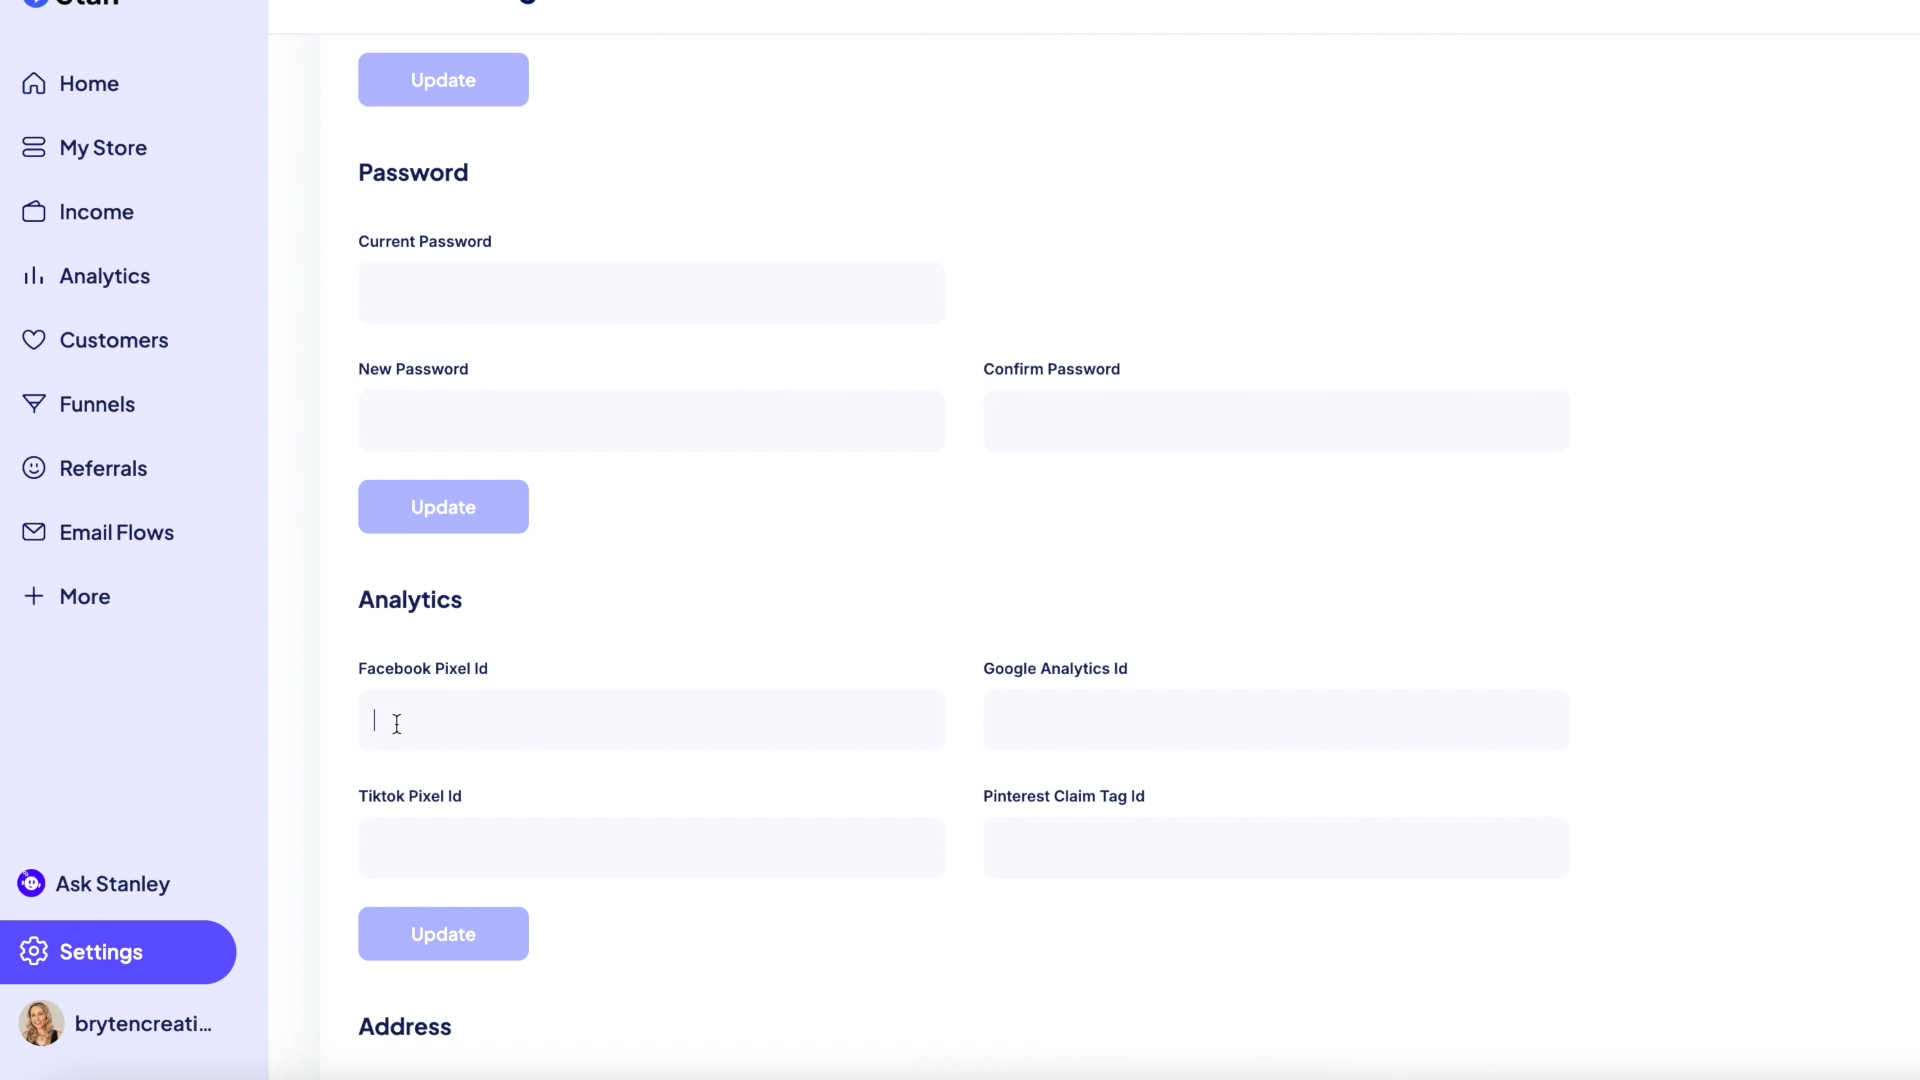 Stan
Home
My Store
Income
Analytics
Customers
Funnels
Referrals
Email Flows
More
Ask Stanley
Settings
brytencreati...
Update
Password
Current Password
New Password
Confirm Password
Update
Analytics
Facebook Pixel Id
Google Analytics Id
Tiktok Pixel Id
Pinterest Claim Tag Id
Update
Address